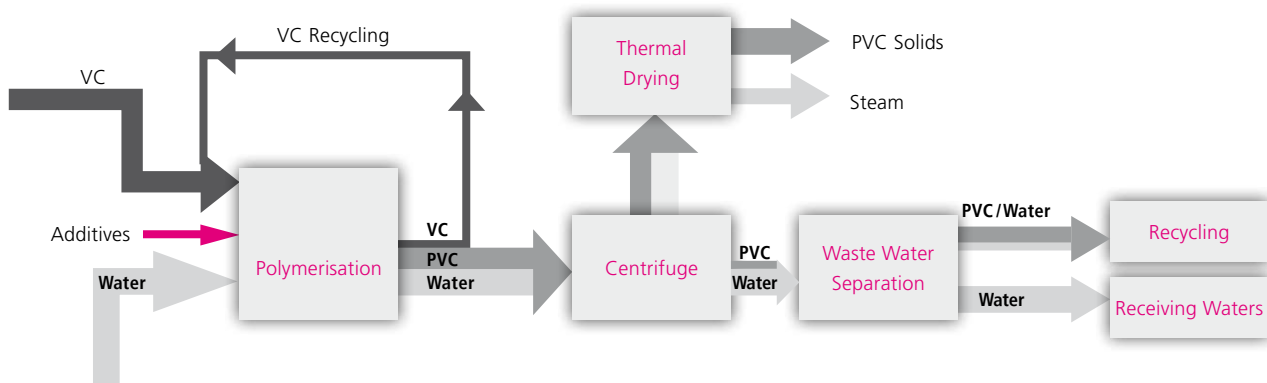 VC Recycling
VC
Thermal
Drying
PVC Solids
Steam
Additives
Water
Polymerisation
VC
PVC
Water
Centrifuge
PVC
Water
Waste Water
Separation
PVC/Water
Water
Recycling
Receiving Waters